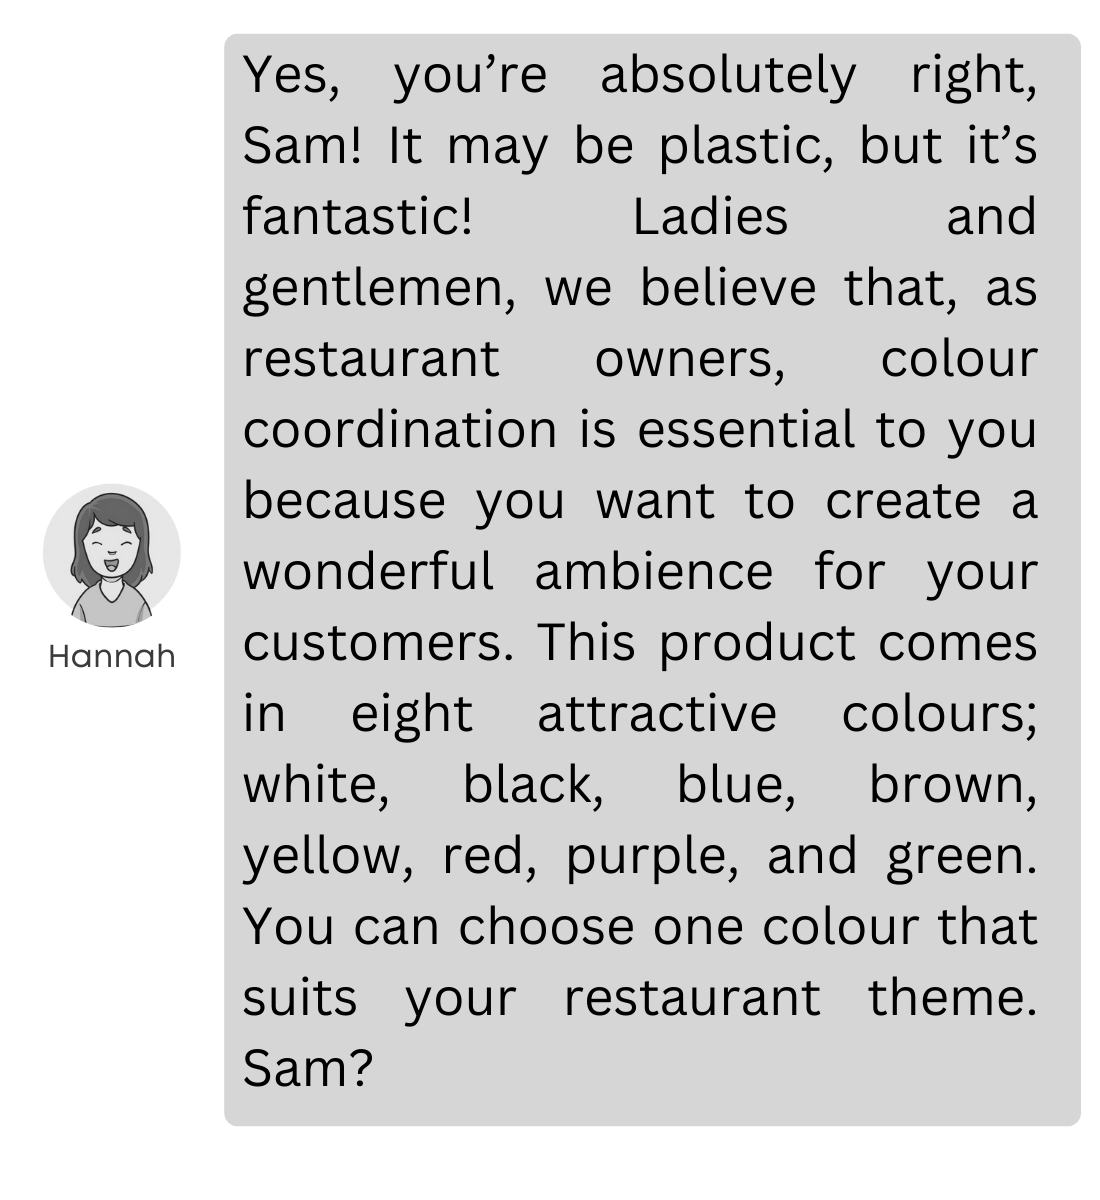 Yes, you’re absolutely right,
Sam! It may be plastic, but it’s
fantastic! Ladies and
gentlemen, we believe that, as
restaurant owners, colour
coordination is essential to you
because you want to create a
wonderful ambience for your
customers. This product comes
in eight attractive colours;
white, black, blue, brown,
yellow, red, purple, and green.
You can choose one colour that
suits your restaurant theme.
Sam?
Hannah